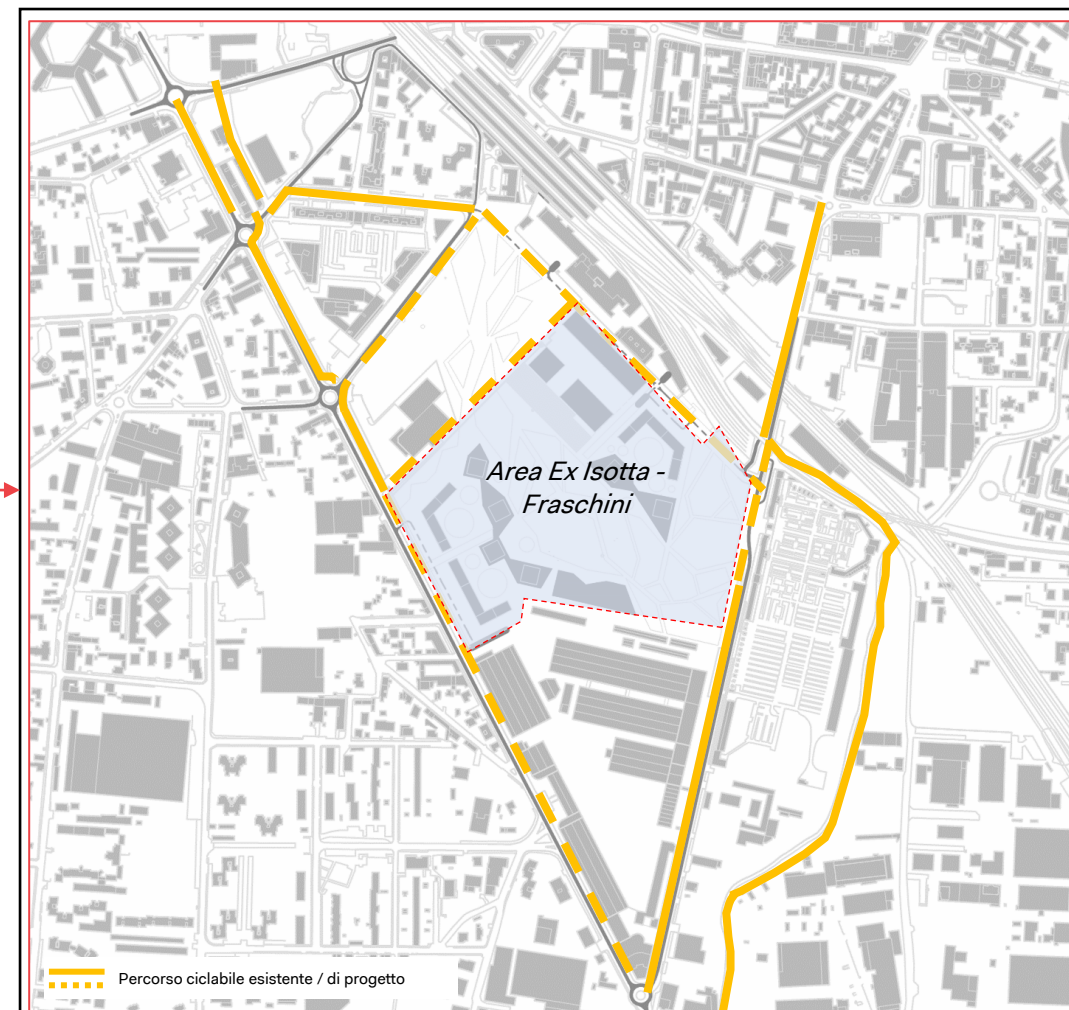 Area Ex Isotta -
Fraschini
Percorso ciclabile esistente / di progetto